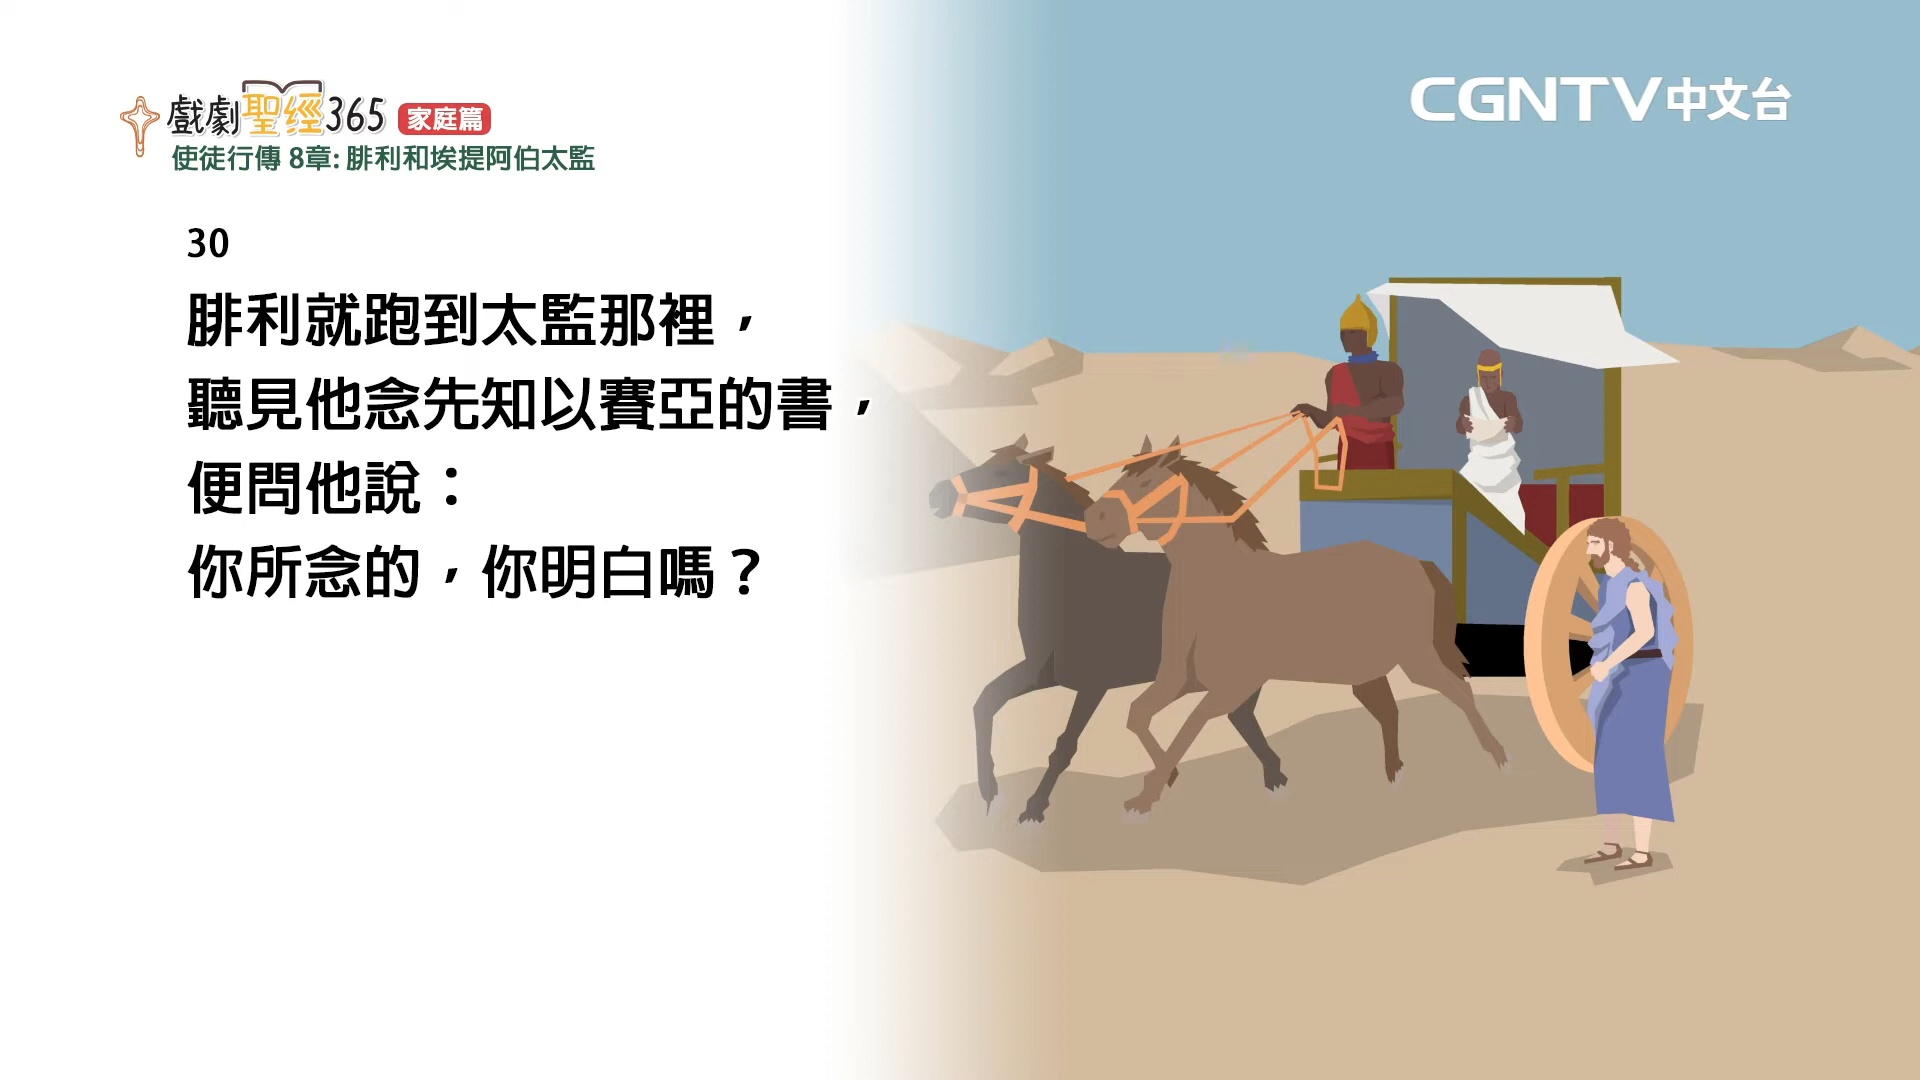 戲劇聖經365 家庭篇
使徒行傳 8章: 腓利和埃提阿伯太監
CGNTV中文台
30
腓利就跑到太監那裡，
聽見他念先知以賽亞的書，
便問他說：
你所念的，你明白嗎？